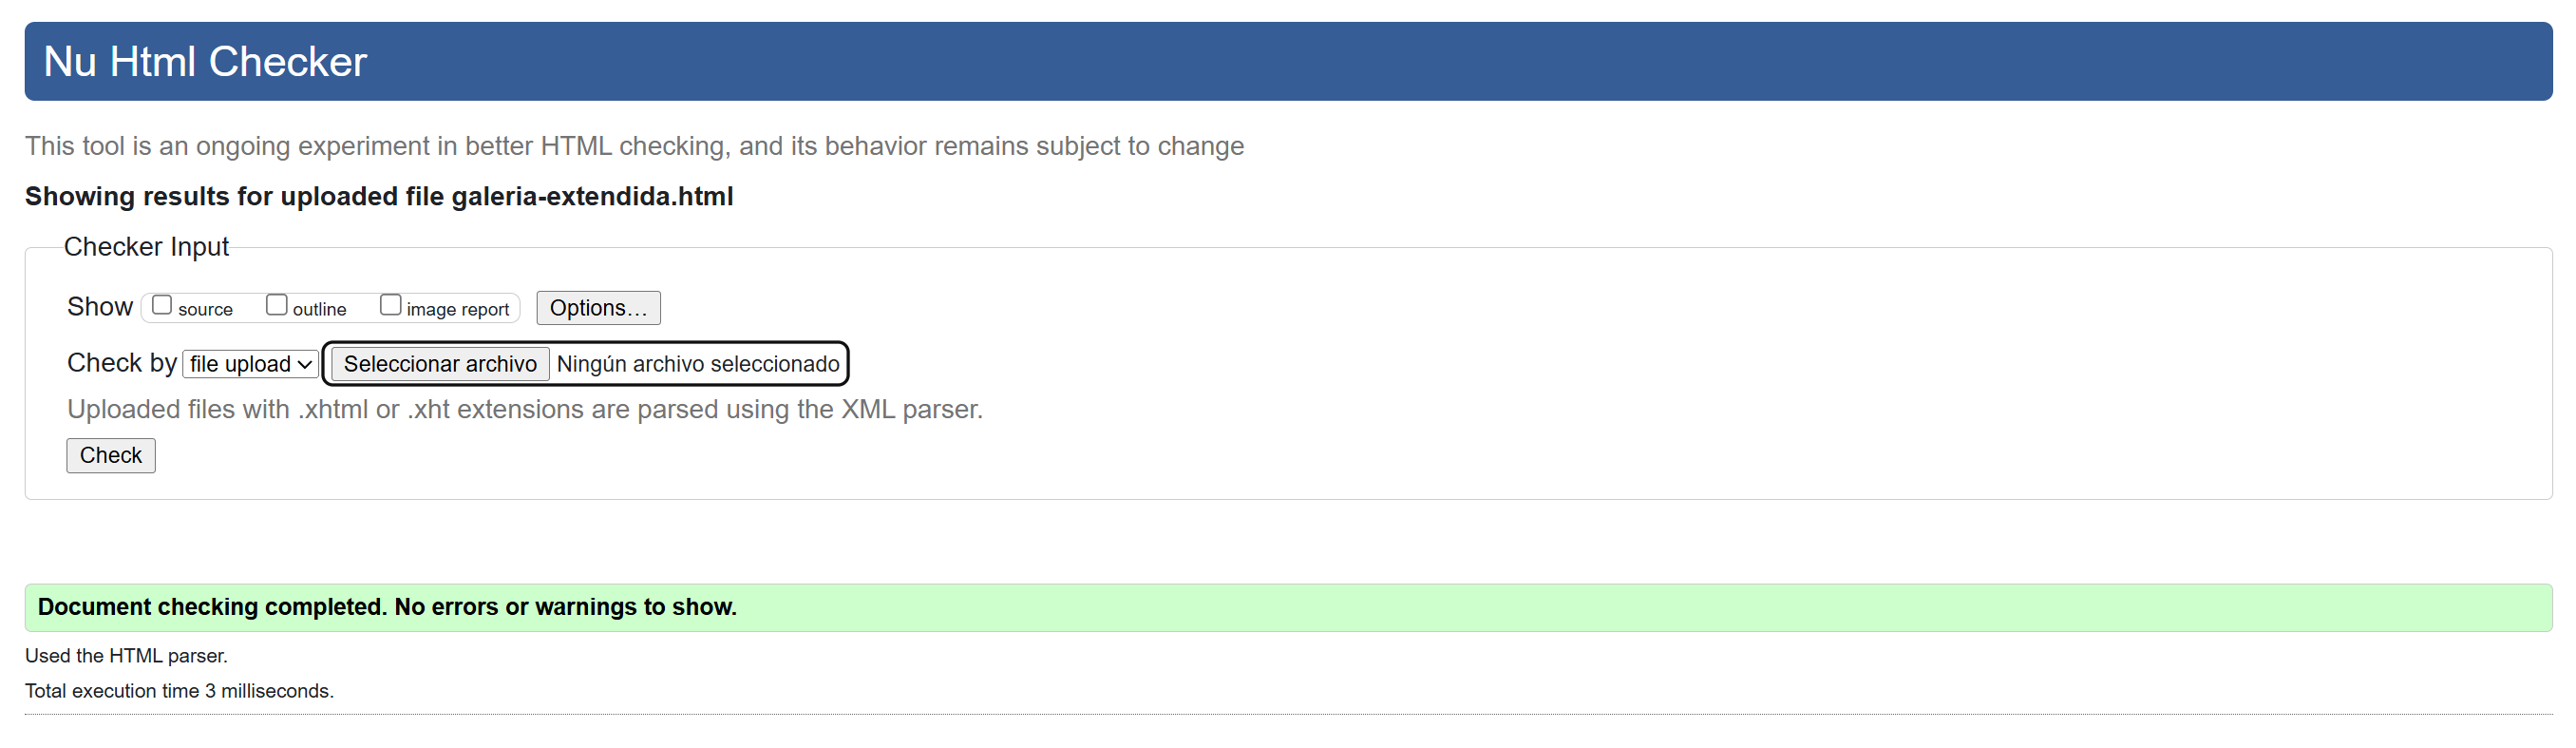 Nu Html Checker
This tool is an ongoing experiment in better HTML checking, and its behavior remains subject to change
Showing results for uploaded file galeria-extendida.html
Checker Input
Show source outline image report Options…
Check by file upload Seleccionar archivo Ningún archivo seleccionado
Uploaded files with .xhtml or .xht extensions are parsed using the XML parser.
Check
Document checking completed. No errors or warnings to show.
Used the HTML parser.
Total execution time 3 milliseconds.